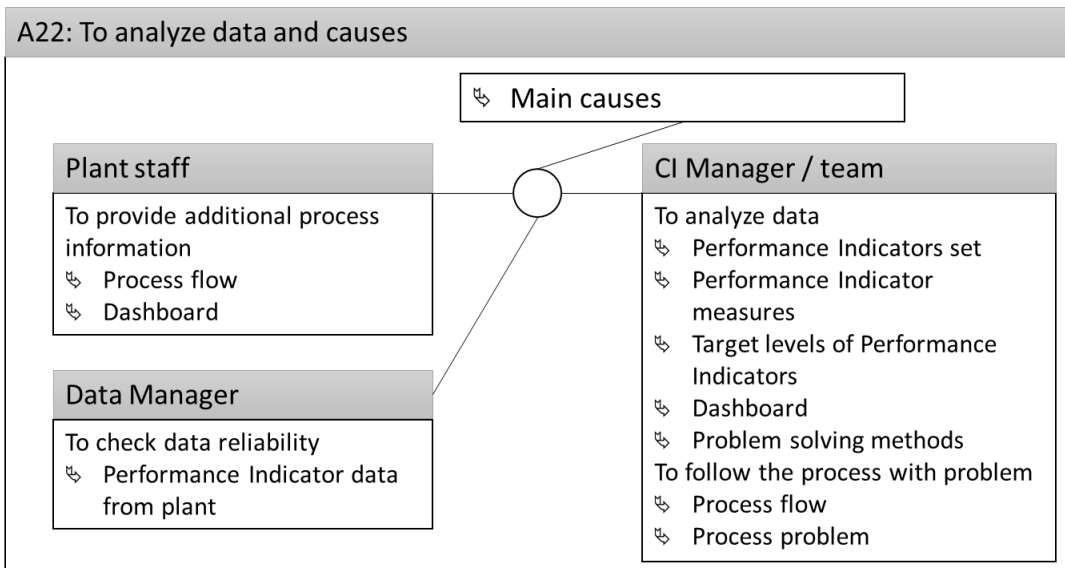 A22: To analyze data and causes
Main causes
Plant staff
To provide additional process
information
Process flow
Dashboard
Data Manager
To check data reliability
Performance Indicator data
from plant
CI Manager / team
To analyze data
Performance Indicators set
Performance Indicator
measures
Target levels of Performance
Indicators
Dashboard
Problem solving methods
To follow the process with problem
Process flow
Process problem